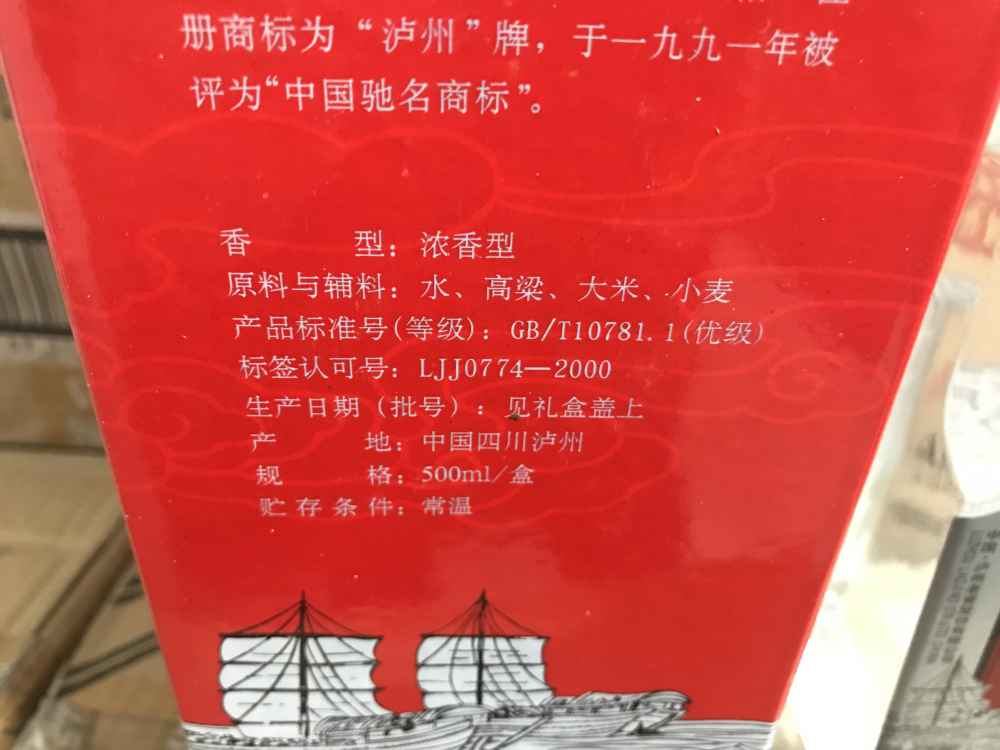 册商标为“泸州”牌，于一九九一年被
评为“中国驰名商标”。
香 型：浓香型
原料与辅料：水、高粱、大米、小麦
产品标准号(等级)：GB/T10781.1(优级)
标签认可号：LJJ0774—2000
生产日期（批号）：见礼盒盖上
产 地：中国四川泸州
规 格：500ml/盒
贮存条件：常温